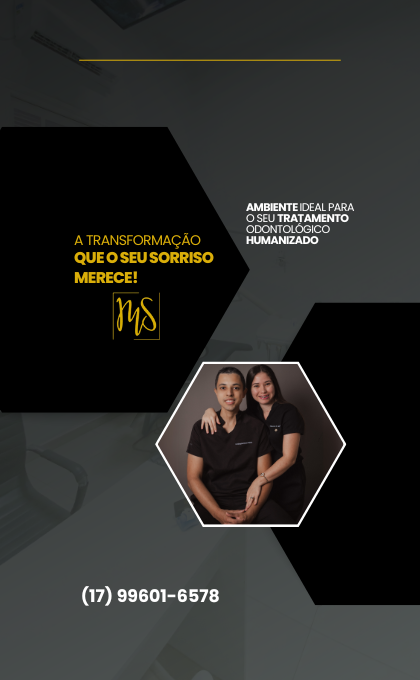 AMBIENTE IDEAL PARA
O SEU TRATAMENTO
ODONTOLÓGICO
HUMANIZADO
A TRANSFORMAÇÃO
QUE O SEU SORRISO
MERECE!
MS
(17) 99601-6578